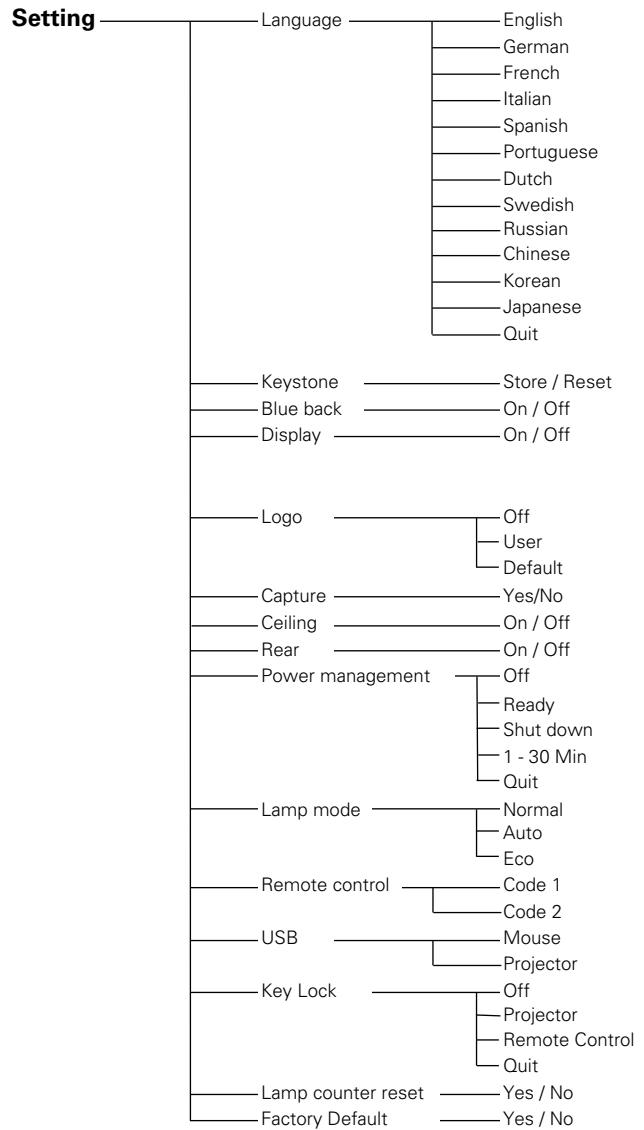 Setting Language English
German
French
Italian
Spanish
Portuguese
Dutch
Swedish
Russian
Chinese
Korean
Japanese
Quit
Keystone Store / Reset
Blue back On / Off
Display On / Off
Logo Off
User
Default
Capture Yes/No
Ceiling On / Off
Rear On / Off
Power management Off
Ready
Shut down
1 - 30 Min
Quit
Lamp mode Normal
Auto
Eco
Remote control Code 1
Code 2
USB Mouse
Projector
Key Lock Off
Projector
Remote Control
Quit
Lamp counter reset Yes / No
Factory Default Yes / No